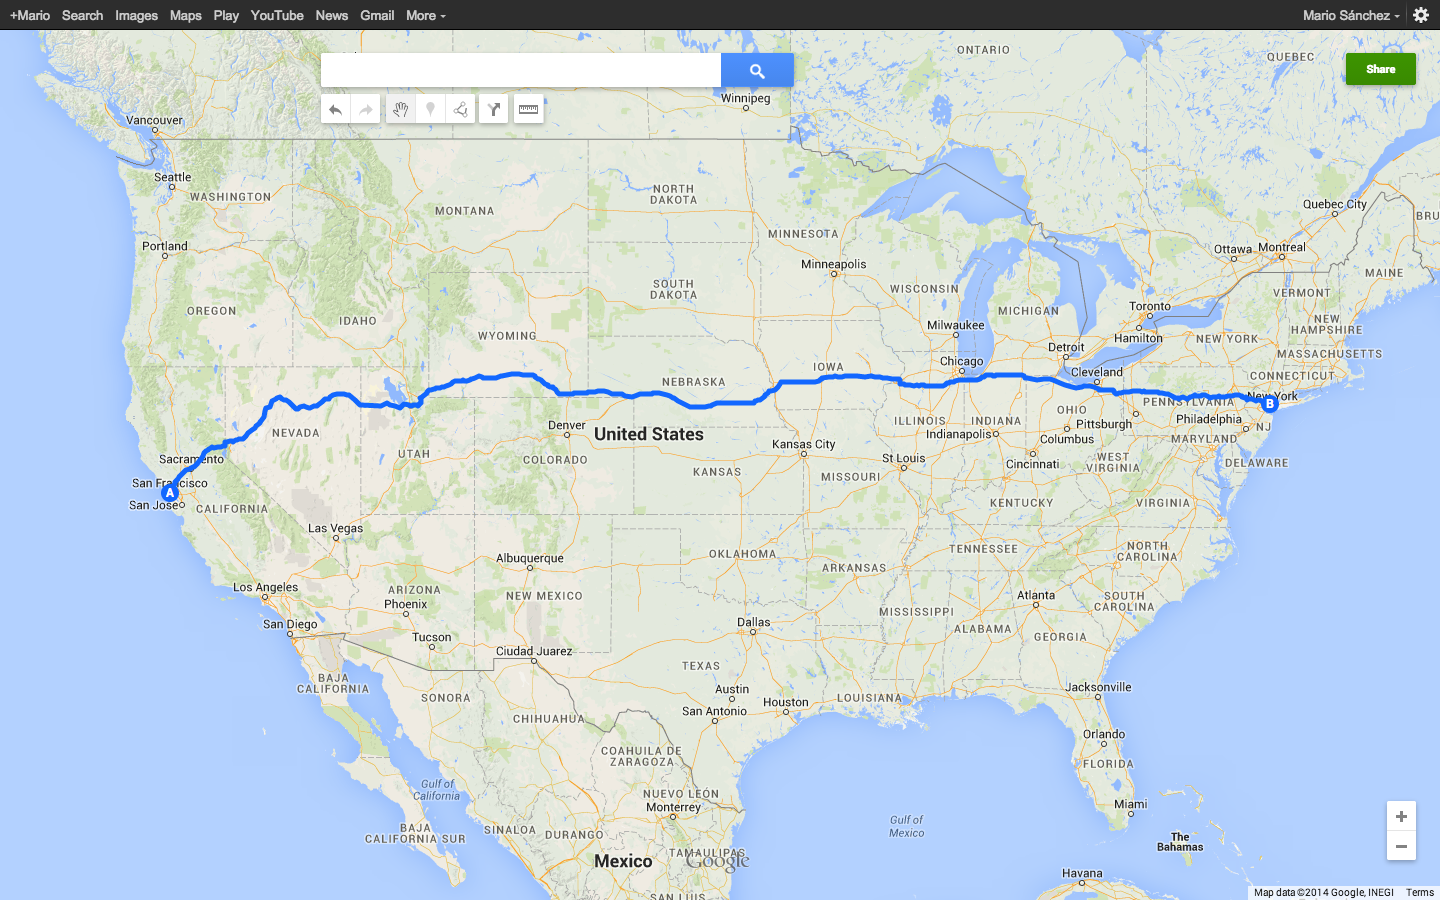 +Mario Search Images Maps Play YouTube News Gmail More
Mario Sánchez
Share
ONTARIO
QUEBEC
Winnipeg
Vancouver
Seattle
WASHINGTON
NORTH
DAKOTA
MONTANA
Quebec City
BRU
MINNESOTA
Portland
Ottawa
Montreal
Minneapolis
MAINE
SOUTH
DAKOTA
WISCONSIN
VERMONT
OREGON
IDAHO
MICHIGAN
Toronto
NEW
HAMPSHIRE
WYOMING
Milwaukee
Hamilton
NEW YORK
Detroit
MASSACHUSETTS
Chicago
IOWA
Cleveland
CONNECTICUT
NEBRASKA
PENNSYLVANIA
New York
B
OHIO
Philadelphia
NJ
ILLINOIS
INDIANA
Pittsburgh
Denver
United States
NEVADA
Indianapolis
Columbus
MARYLAND
Kansas City
UTAH
COLORADO
Sacramento
St Louis
Cincinnati
WEST
VIRGINIA
DELAWARE
KANSAS
MISSOURI
San Francisco
A
San Jose
CALIFORNIA
KENTUCKY
VIRGINIA
Las Vegas
Albuquerque
OKLAHOMA
TENNESSEE
NORTH
CAROLINA
ARKANSAS
Los Angeles
ARIZONA
Phoenix
NEW MEXICO
Atlanta
SOUTH
CAROLINA
MISSISSIPPI
San Diego
Dallas
ALABAMA
GEORGIA
Tucson
Ciudad Juarez
TEXAS
BAJA
CALIFORNIA
SONORA
Austin
Jacksonville
LOUISIANA
Houston
San Antonio
CHIHUAHUA
Orlando
COAHUILA DE
ZARAGOZA
FLORIDA
Gulf of
California
NUEVO LEÓN
Monterrey
Miami
BAJA
CALIFORNIA SUR
SINALOA
DURANGO
Gulf of
Mexico
The
Bahamas
Mexico
TAMAULIPAS
Google
Havana
SAN LUIS
Map data ©2014 Google, INEGI Terms